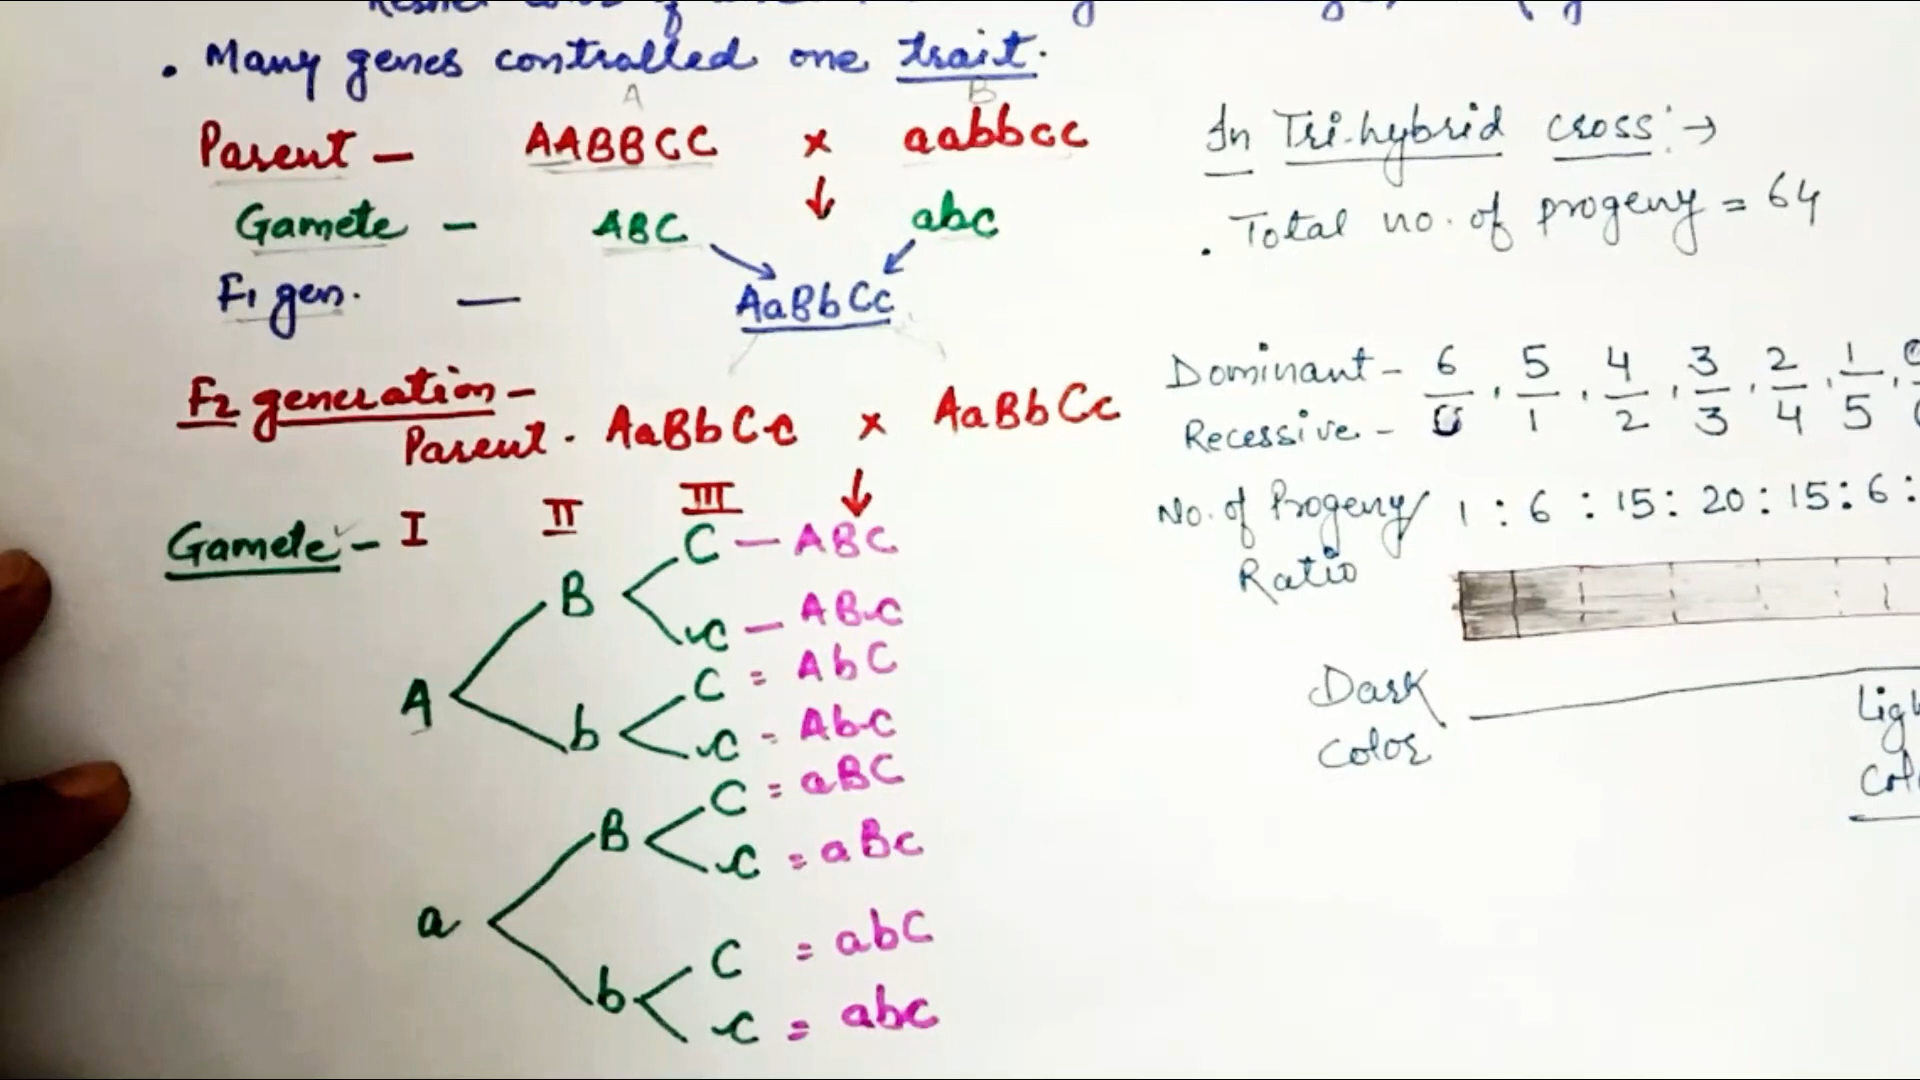 . Many genes controlled one trait.
A B
Parent - AABBCC x aabbcc
Gamete - ABC abc
F1 gen. - AaBbCc
F2 generation -
Parent. AaBbCc x AaBbCc
Gamete - I II III
A B C - ABC
c - ABc
b C = AbC
c - Abc
a B C = aBC
c = aBc
b C = abC
c = abc
In Tri-hybrid cross :→
. Total no. of progeny = 64
Dominant - 6 , 5 , 4 , 3 , 2 , 1 ,
Recessive - 0 1 2 3 4 5
No. of Progeny 1 : 6 : 15 : 20 : 15 : 6 :
Ratio
Dark
color